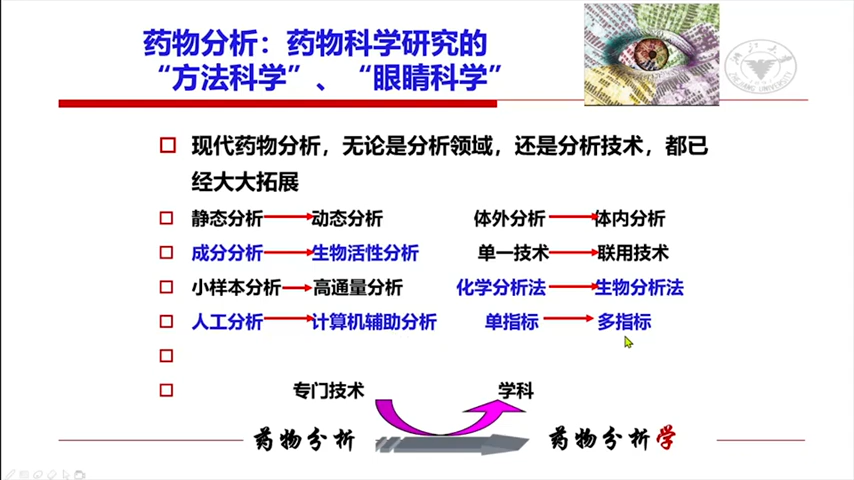 药物分析：药物科学研究的
“方法科学”、“眼睛科学”
现代药物分析，无论是分析领域，还是分析技术，都已
经大大拓展
静态分析 动态分析 体外分析 体内分析
成分分析 生物活性分析 单一技术 联用技术
小样本分析 高通量分析 化学分析法 生物分析法
人工分析 计算机辅助分析 单指标 多指标
专门技术 学科
药物分析 药物分析学